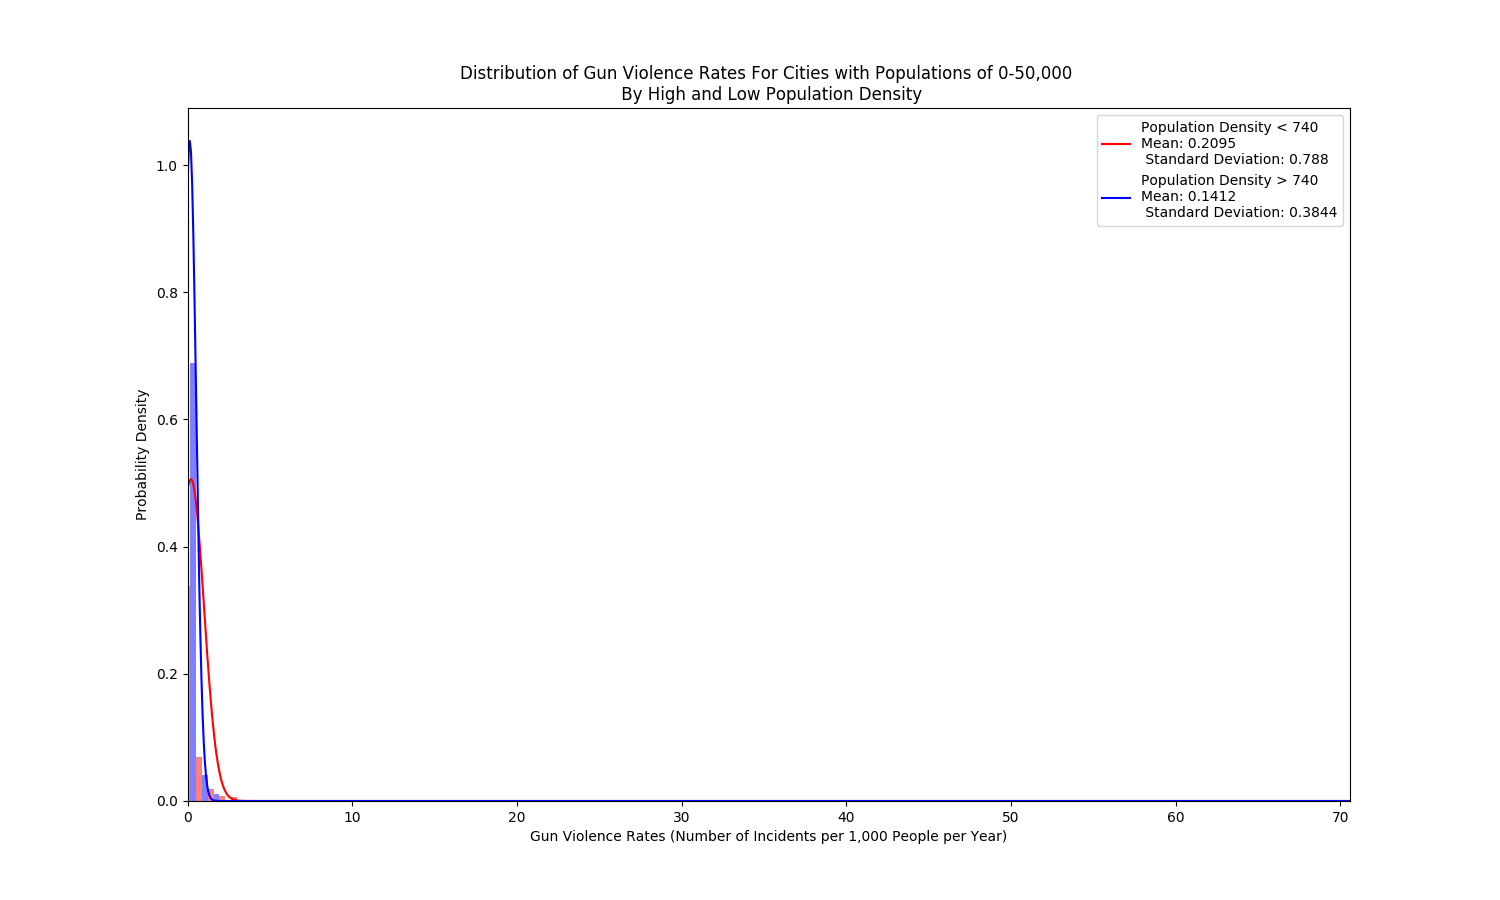 Distribution of Gun Violence Rates For Cities with Populations of 0-50,000
By High and Low Population Density
Population Density < 740
Mean: 0.2095
Standard Deviation: 0.788
Population Density > 740
Mean: 0.1412
Standard Deviation: 0.3844
1.0
0.8
0.6
0.4
0.2
0.0
Probability Density
0 10 20 30 40 50 60 70
Gun Violence Rates (Number of Incidents per 1,000 People per Year)